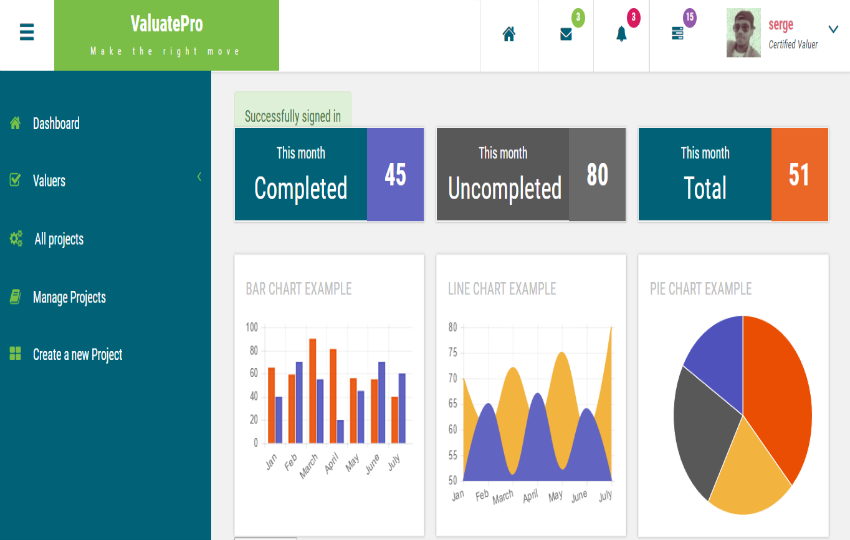 ValuatePro
Make the right move
3
3
15
serge
Certified Valuer
Dashboard
Valuers
All projects
Manage Projects
Create a new Project
Successfully signed in
This month
Completed
45
This month
Uncompleted
80
This month
Total
51
BAR CHART EXAMPLE
100
80
60
40
20
0
Jan
Feb
March
April
May
June
July
LINE CHART EXAMPLE
80
75
70
65
60
55
50
Jan
Feb
March
April
May
June
July
PIE CHART EXAMPLE